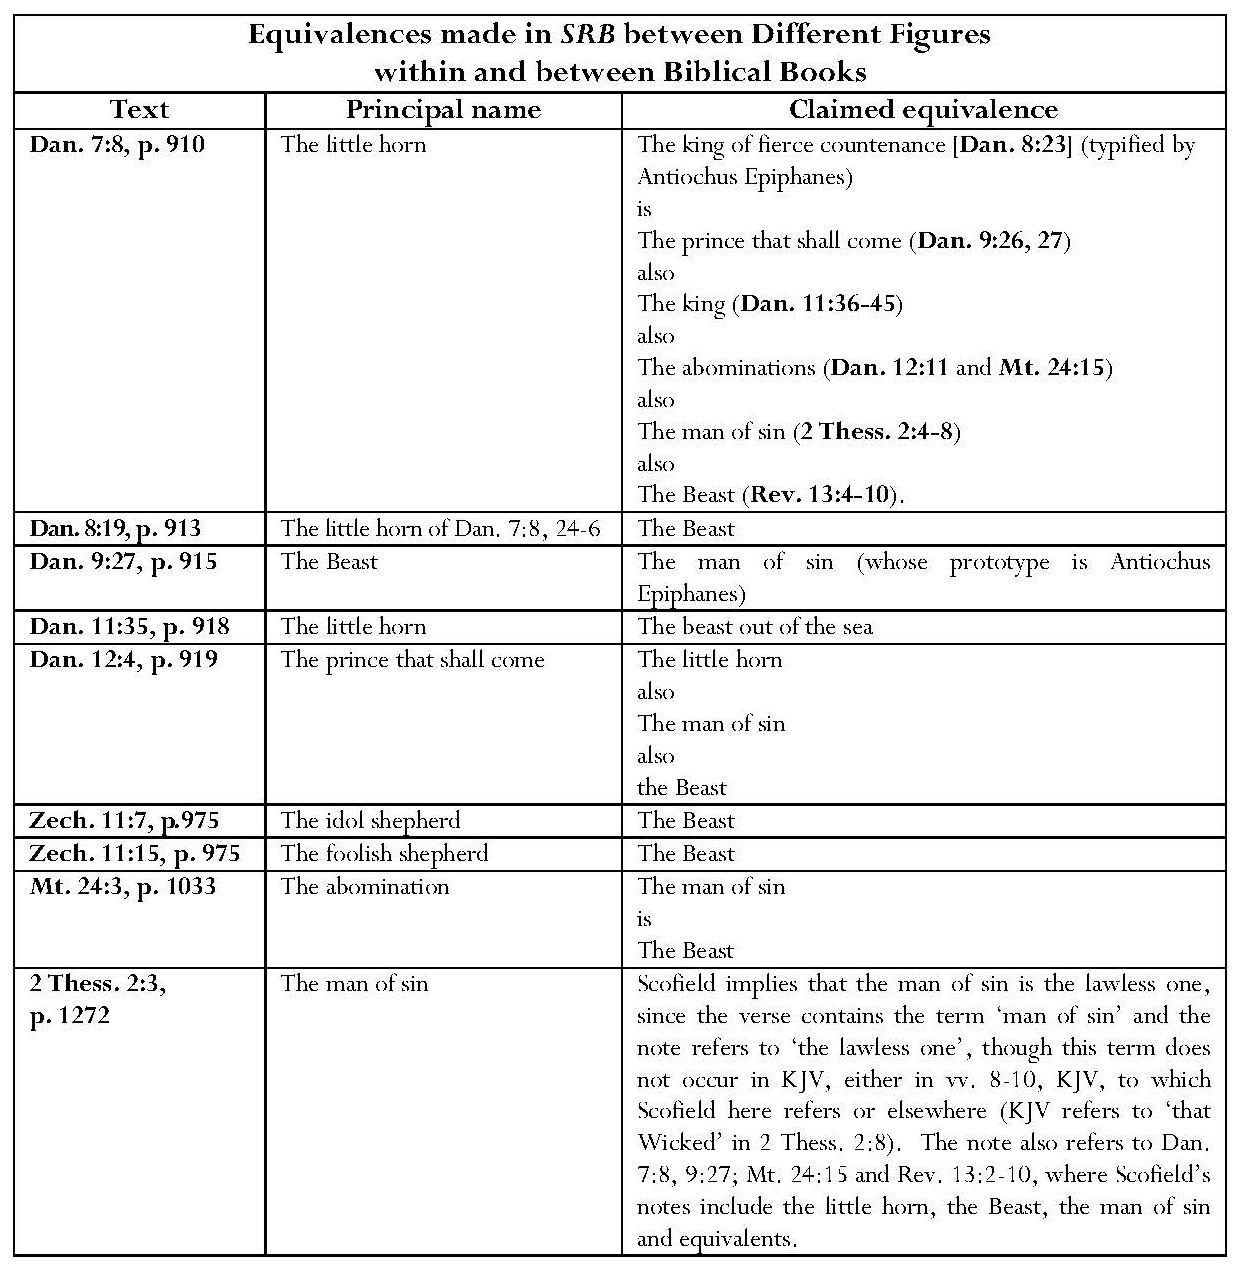 Equivalences made in SRB between Different Figures
within and between Biblical Books
Text
Principal name
Claimed equivalence
Dan. 7:8, p. 910
The little horn
The king of fierce countenance [Dan. 8:23] (typified by
Antiochus Epiphanes)
is
The prince that shall come (Dan. 9:26, 27)
also
The king (Dan. 11:36-45)
also
The abominations (Dan. 12:11 and Mt. 24:15)
also
The man of sin (2 Thess. 2:4-8)
also
The Beast (Rev. 13:4-10).
Dan. 8:19, p. 913
The little horn of Dan. 7:8, 24-6
The Beast
Dan. 9:27, p. 915
The Beast
The man of sin (whose prototype is Antiochus
Epiphanes)
Dan. 11:35, p. 918
The little horn
The beast out of the sea
Dan. 12:4, p. 919
The prince that shall come
The little horn
also
The man of sin
also
the Beast
Zech. 11:7, p.975
The idol shepherd
The Beast
Zech. 11:15, p. 975
The foolish shepherd
The Beast
Mt. 24:3, p. 1033
The abomination
The man of sin
is
The Beast
2 Thess. 2:3,
p. 1272
The man of sin
Scofield implies that the man of sin is the lawless one,
since the verse contains the term ‘man of sin’ and the
note refers to ‘the lawless one’, though this term does
not occur in KJV, either in vv. 8-10, KJV, to which
Scofield here refers or elsewhere (KJV refers to ‘that
Wicked’ in 2 Thess. 2:8). The note also refers to Dan.
7:8, 9:27; Mt. 24:15 and Rev. 13:2-10, where Scofield’s
notes include the little horn, the Beast, the man of sin
and equivalents.